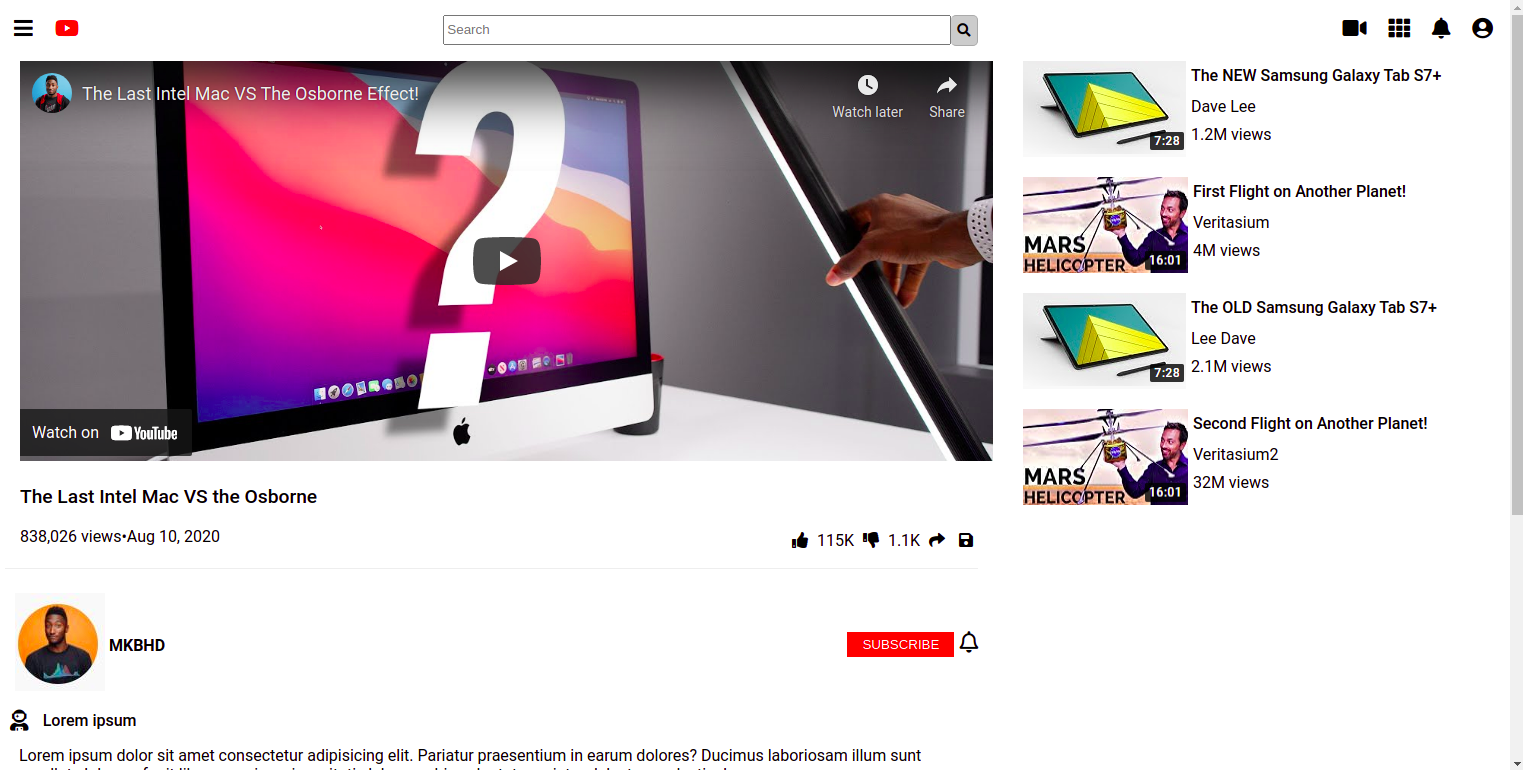 Search
The Last Intel Mac VS The Osborne Effect!
Watch later
Share
Watch on YouTube
The Last Intel Mac VS the Osborne
838,026 views•Aug 10, 2020
115K 1.1K
MKBHD
SUBSCRIBE
Lorem ipsum
Lorem ipsum dolor sit amet consectetur adipisicing elit. Pariatur praesentium in earum dolores? Ducimus laboriosam illum sunt
The NEW Samsung Galaxy Tab S7+
Dave Lee
1.2M views
7:28
First Flight on Another Planet!
Veritasium
4M views
MARS
HELICOPTER
16:01
The OLD Samsung Galaxy Tab S7+
Lee Dave
2.1M views
7:28
Second Flight on Another Planet!
Veritasium2
32M views
MARS
HELICOPTER
16:01